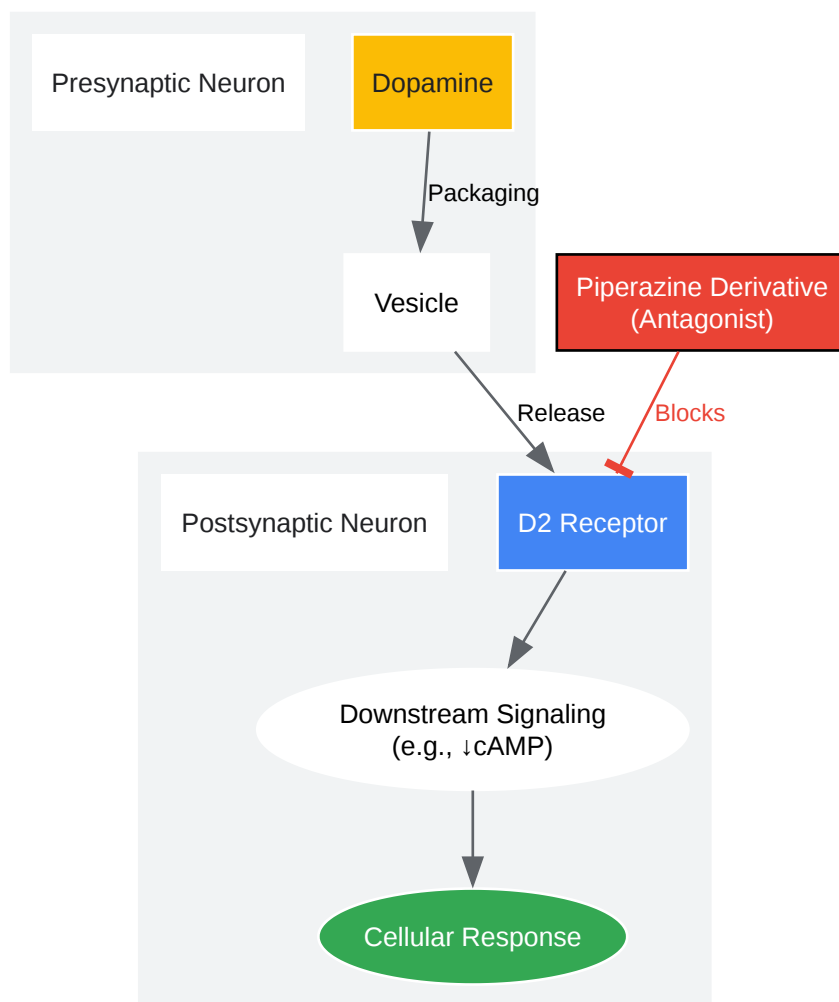 Presynaptic Neuron
Dopamine
Packaging
Vesicle
Piperazine Derivative
(Antagonist)
Release
Blocks
Postsynaptic Neuron
D2 Receptor
Downstream Signaling
(e.g., ↓cAMP)
Cellular Response